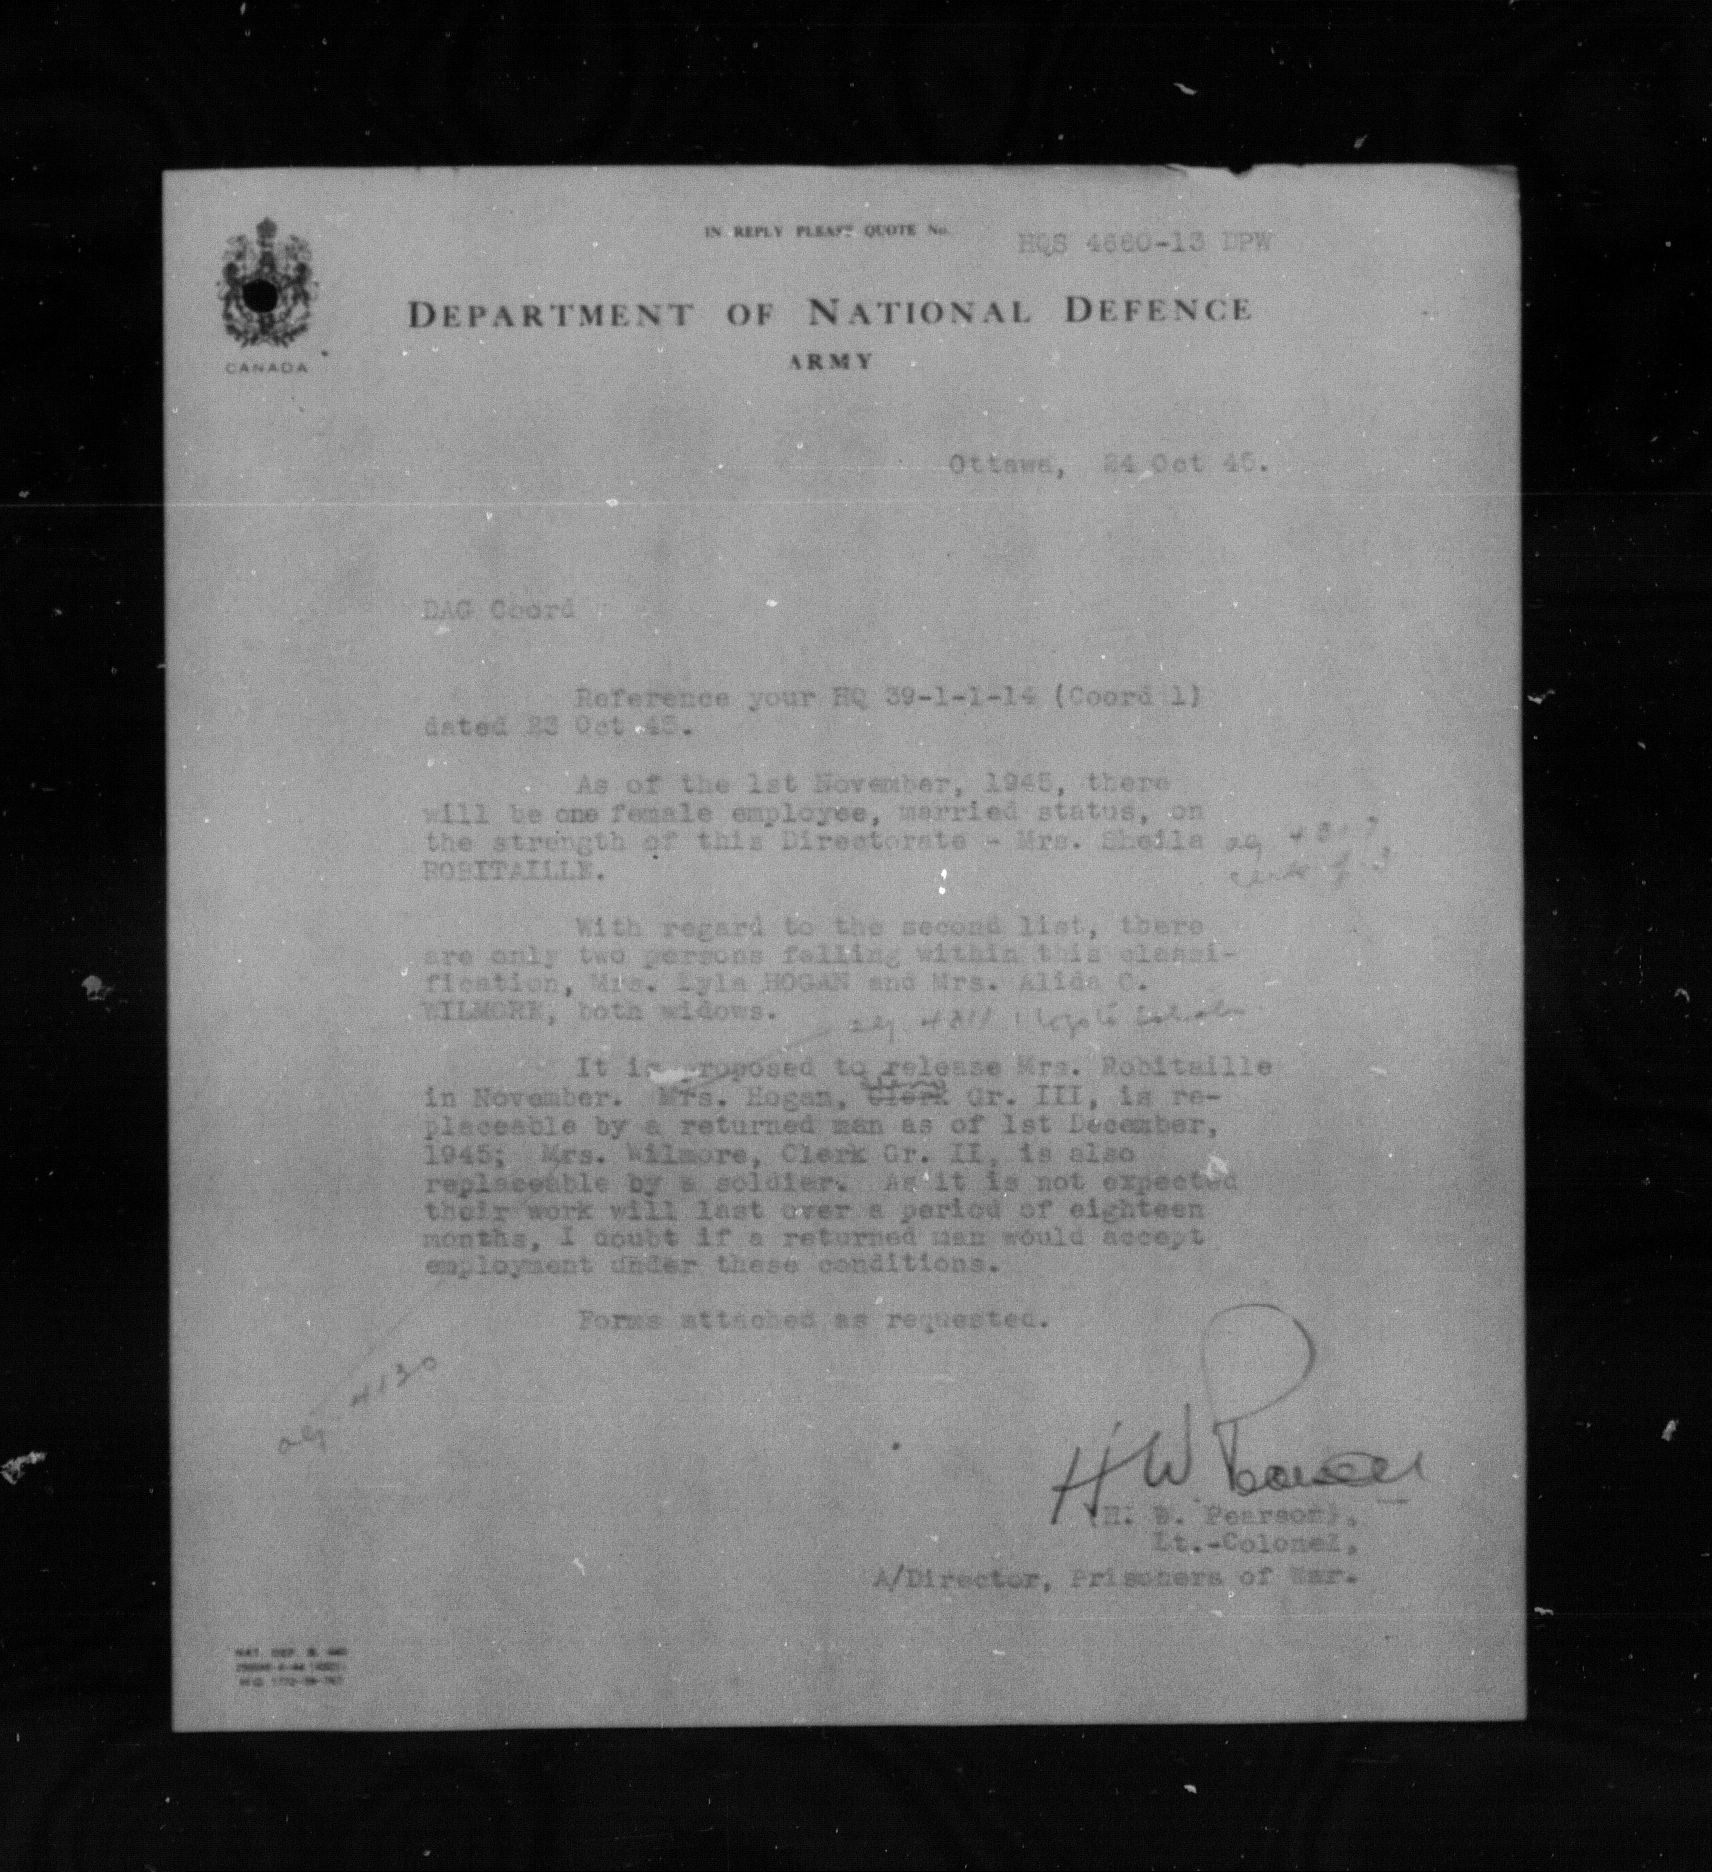 IN REPLY PLEASE QUOTE No.
HQS 4660-13 DPW
CANADA
DEPARTMENT OF NATIONAL DEFENCE
ARMY
Ottawa, 24 Oct 45.
DAG Coord
Reference your HQ 39-1-1-14 (Coord 1)
dated 23 Oct 45.
As of the 1st November, 1945, there
will be one female employee, married status, on
the strength of this Directorate - Mrs. Sheila
ROBITAILLE.
With regard to the second list, there
are only two persons falling within this classi-
fication, Mrs. Lyla HOGAN and Mrs. Alida C.
WILMORE, both widows.
It is proposed to release Mrs. Robitaille
in November. Mrs. Hogan, Clerk Gr. III, is re-
placeable by a returned man as of 1st December,
1945; Mrs. Wilmore, Clerk Gr. II, is also
replaceable by a soldier. As it is not expected
their work will last over a period of eighteen
months, I doubt if a returned man would accept
employment under these conditions.
Forms attached as requested.
4130
H W Pearson
(H. W. Pearson),
Lt.-Colonel,
A/Director, Prisoners of War.
NAT. DEF. B.